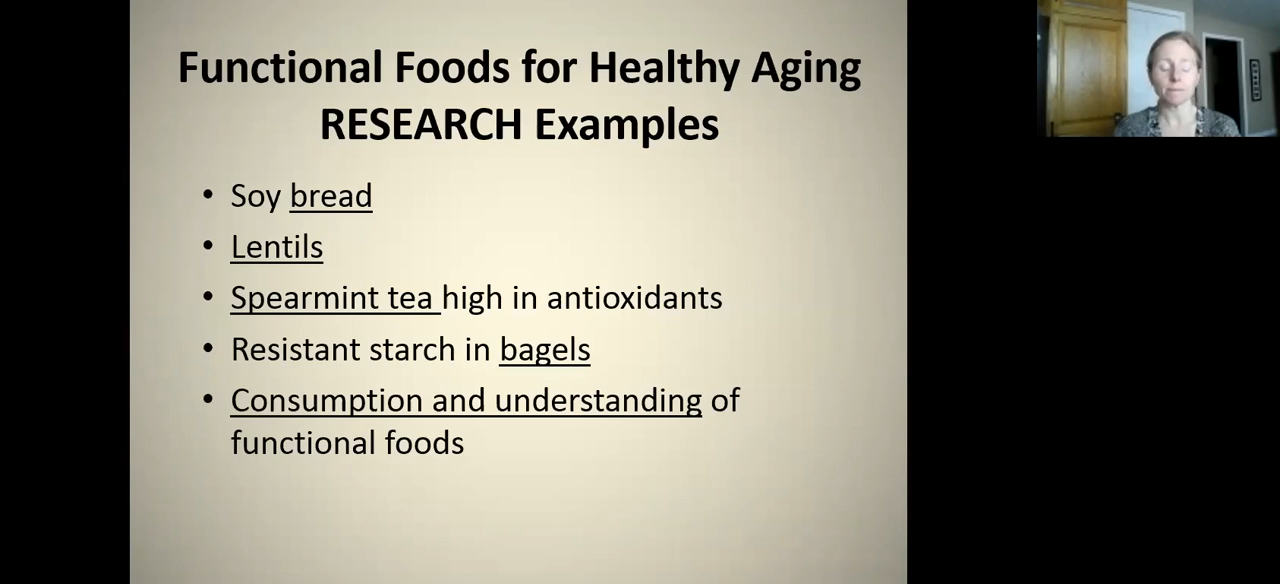 Functional Foods for Healthy Aging
RESEARCH Examples
• Soy bread
• Lentils
• Spearmint tea high in antioxidants
• Resistant starch in bagels
• Consumption and understanding of
functional foods